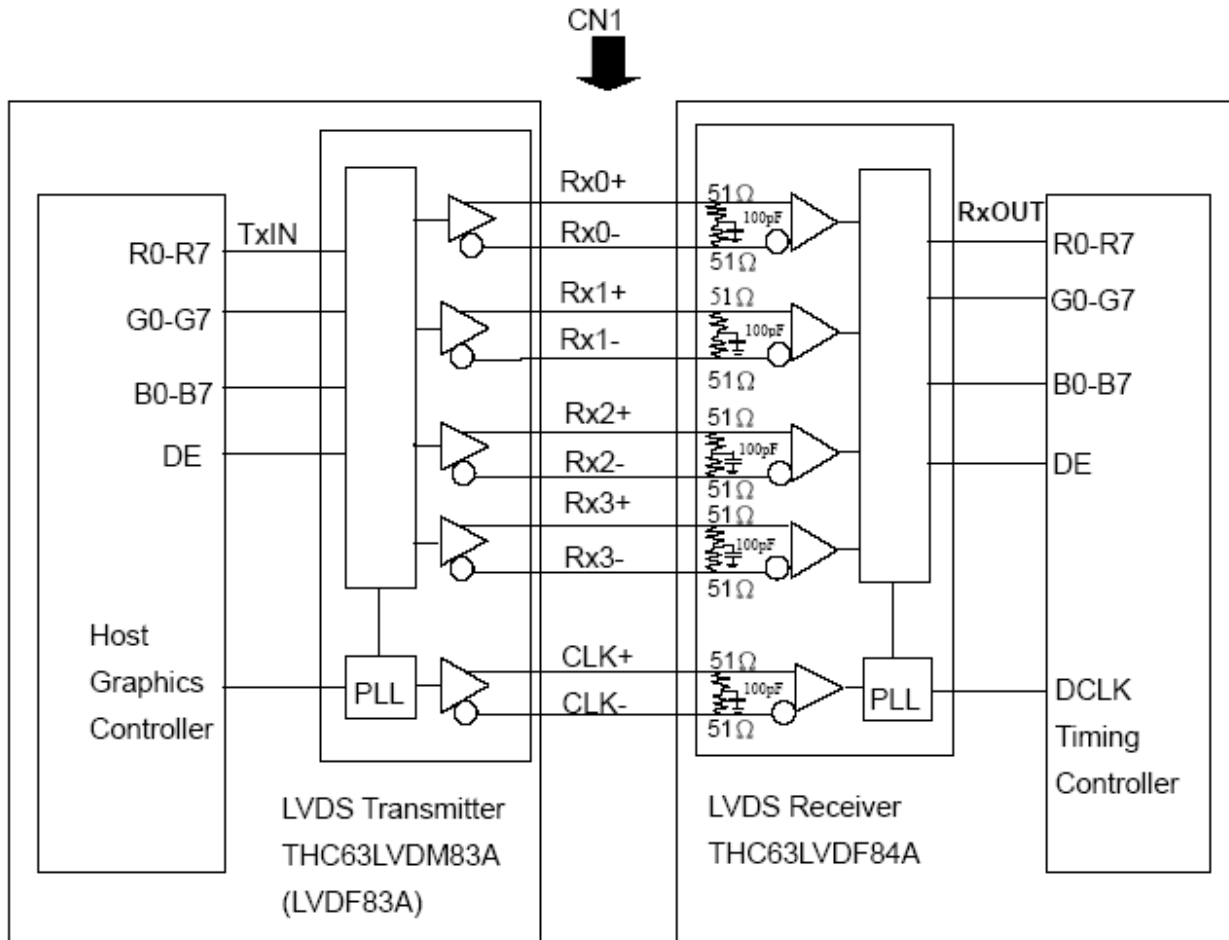 CN1
TxIN
R0-R7
G0-G7
B0-B7
DE
Host
Graphics
Controller
PLL
LVDS Transmitter
THC63LVDM83A
(LVDF83A)
Rx0+
Rx0-
Rx1+
Rx1-
Rx2+
Rx2-
Rx3+
Rx3-
CLK+
CLK-
51Ω
100pF
51Ω
51Ω
100pF
51Ω
51Ω
100pF
51Ω
51Ω
100pF
51Ω
51Ω
100pF
51Ω
PLL
LVDS Receiver
THC63LVDF84A
RxOUT
R0-R7
G0-G7
B0-B7
DE
DCLK
Timing
Controller